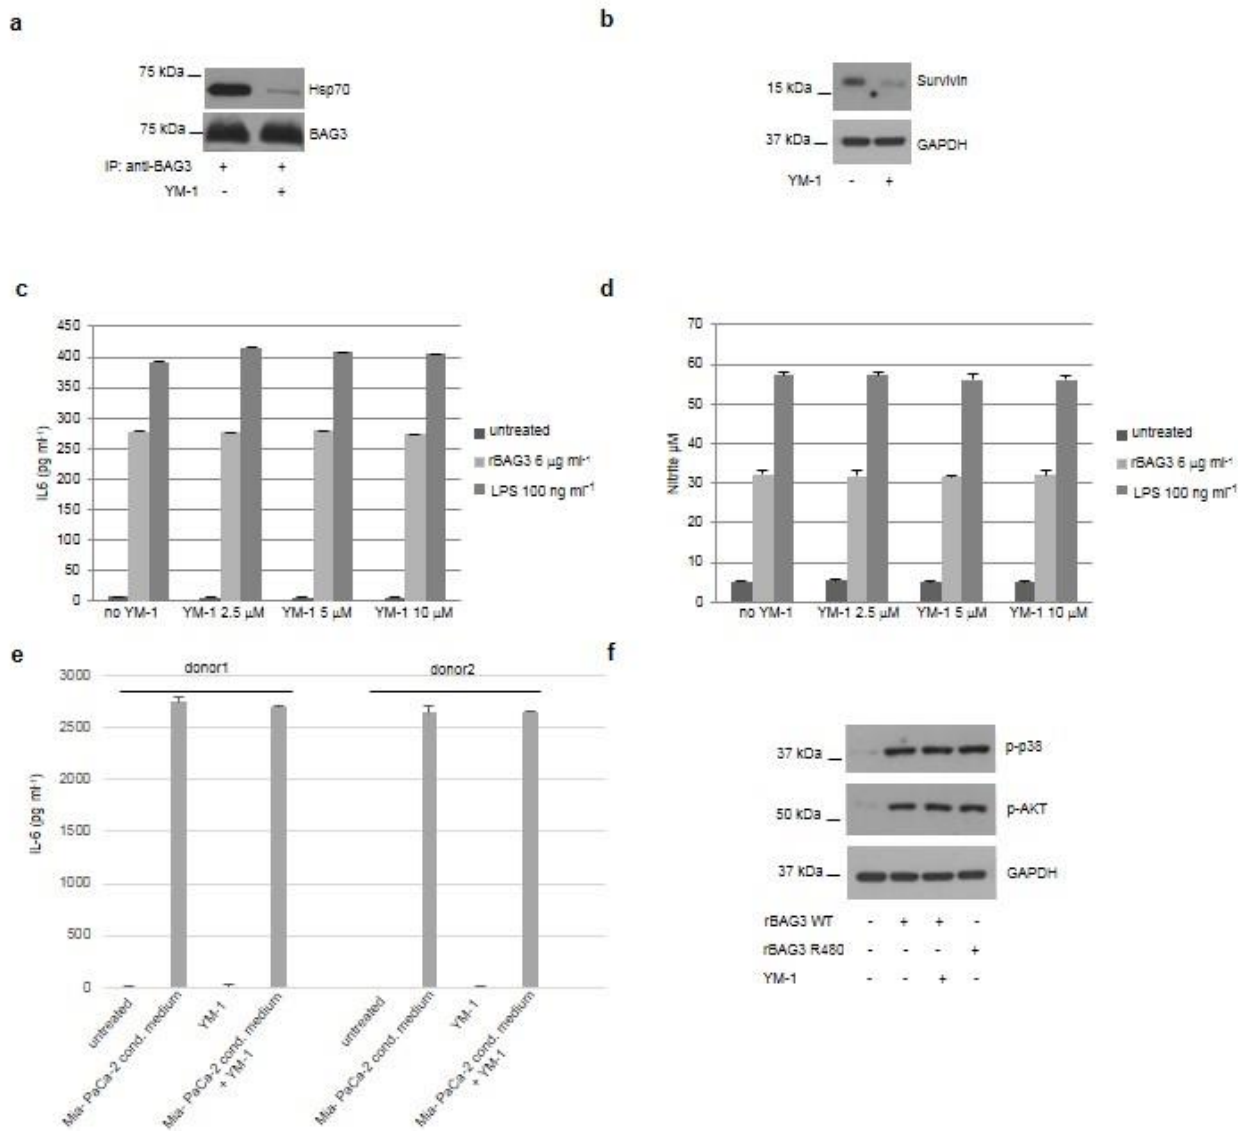 a
75 kDa
Hsp70
75 kDa
BAG3
IP: anti-BAG3 + +
YM-1 - +
b
15 kDa
Survivin
37 kDa
GAPDH
YM-1 - +
c
450
400
350
300
250
200
150
100
50
0
IL6 (pg ml-1)
no YM-1 YM-1 2.5 µM YM-1 5 µM YM-1 10 µM
untreated
rBAG3 6 µg ml-1
LPS 100 ng ml-1
d
70
60
50
40
30
20
10
0
Nitrite µM
no YM-1 YM-1 2.5 µM YM-1 5 µM YM-1 10 µM
untreated
rBAG3 6 µg ml-1
LPS 100 ng ml-1
e
donor1 donor2
3000
2500
2000
1500
1000
500
0
IL-6 (pg ml-1)
untreated
Mia- PaCa-2 cond. medium
YM-1
Mia- PaCa-2 cond. medium
+ YM-1
untreated
Mia- PaCa-2 cond. medium
YM-1
Mia- PaCa-2 cond. medium
+ YM-1
f
37 kDa
p-p38
50 kDa
p-AKT
37 kDa
GAPDH
rBAG3 WT - + + -
rBAG3 R480 - - - +
YM-1 - - + -